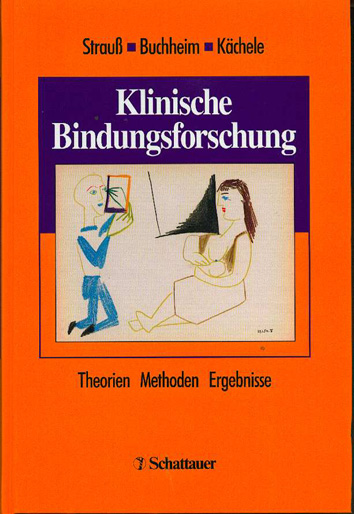 Strauß ■ Buchheim ■ Kächele
Klinische
Bindungsforschung
Theorien Methoden Ergebnisse
Schattauer